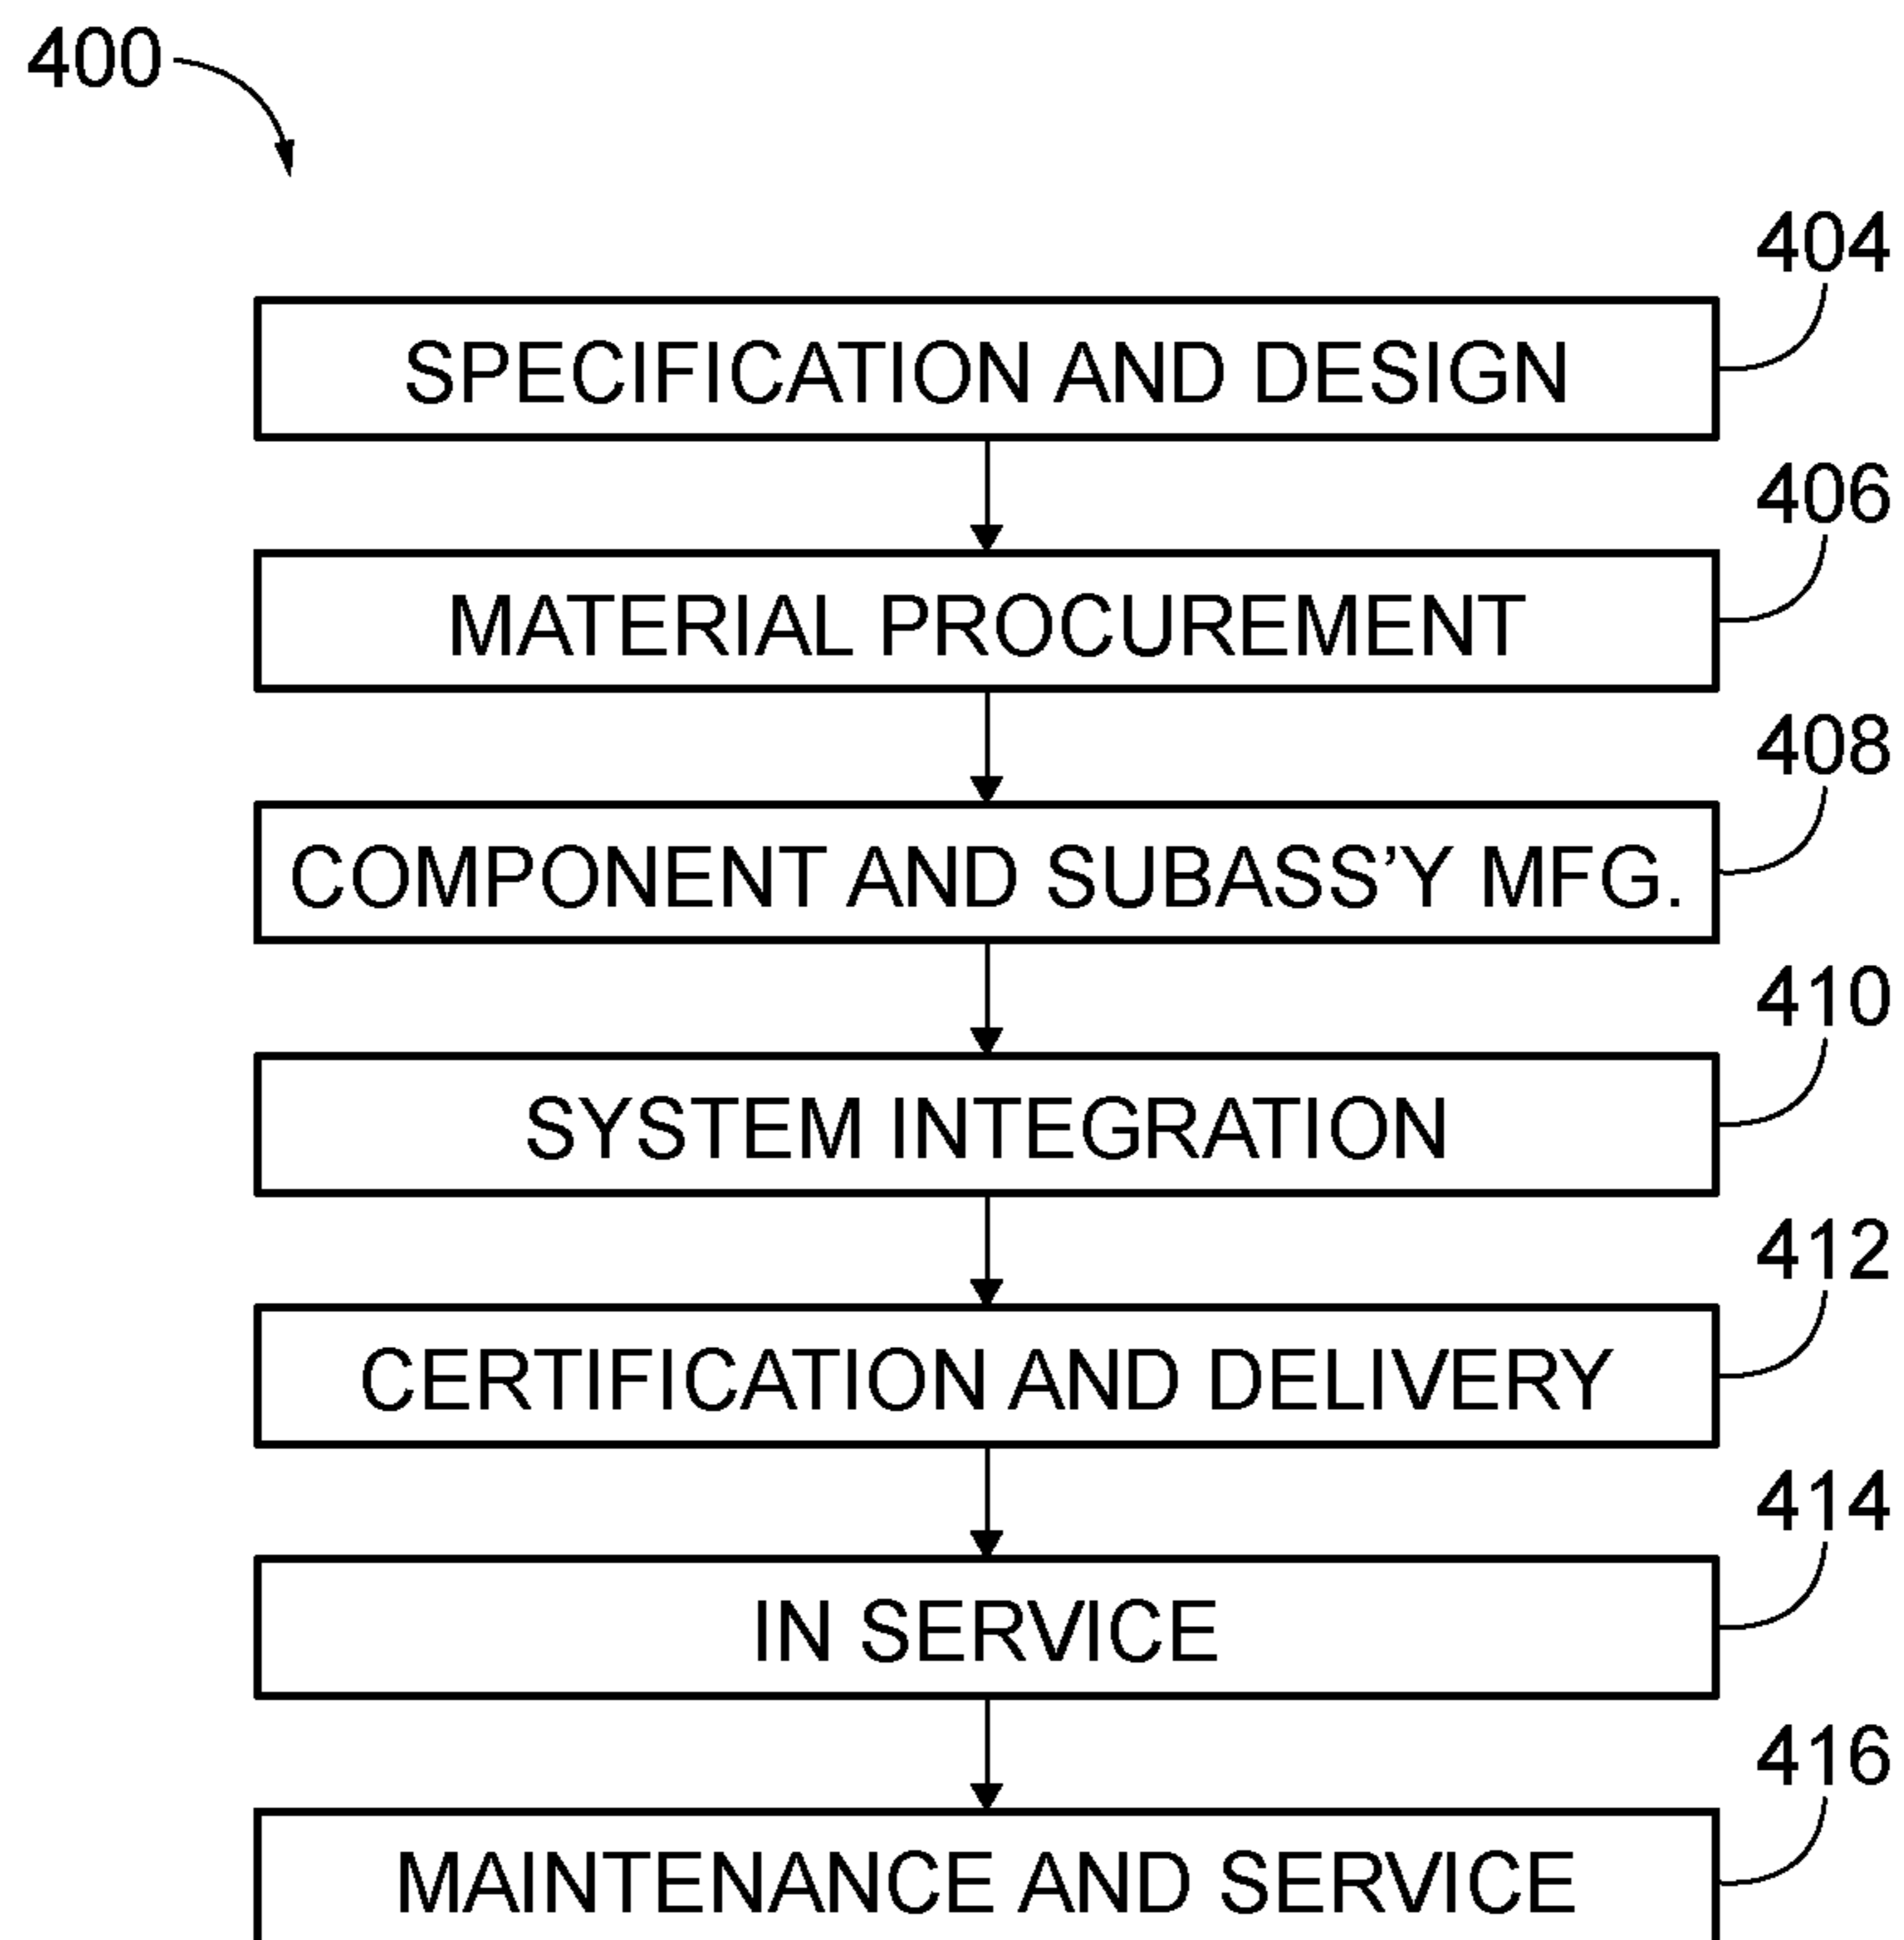 400
404
SPECIFICATION AND DESIGN
406
MATERIAL PROCUREMENT
408
COMPONENT AND SUBASS’Y MFG.
410
SYSTEM INTEGRATION
412
CERTIFICATION AND DELIVERY
414
IN SERVICE
416
MAINTENANCE AND SERVICE